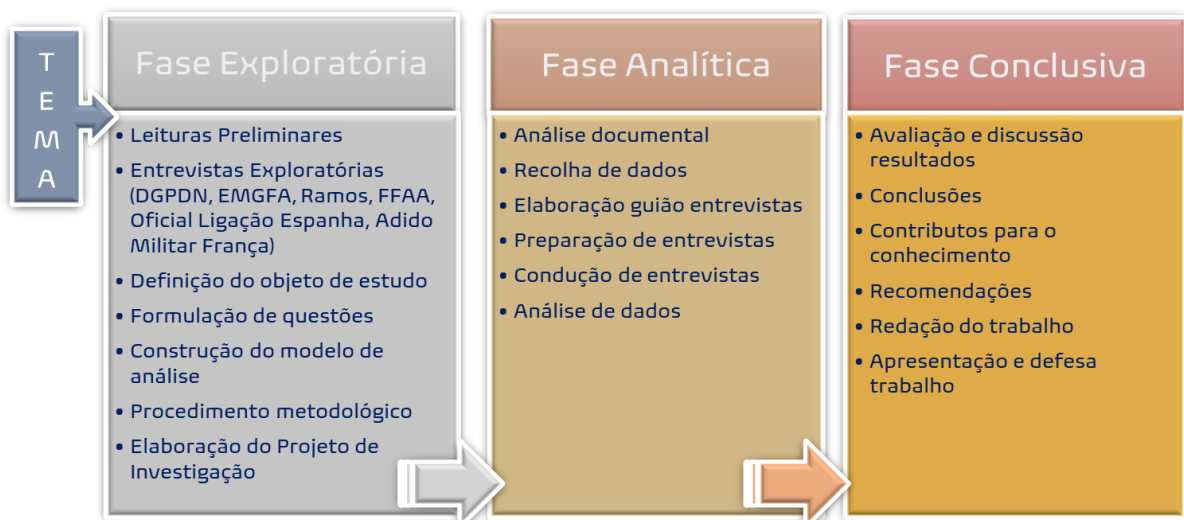 TEMA
Fase Exploratória
• Leituras Preliminares
• Entrevistas Exploratórias
(DGPDN, EMGFA, Ramos, FFAA,
Oficial Ligação Espanha, Adido
Militar França)
• Definição do objeto de estudo
• Formulação de questões
• Construção do modelo de
análise
• Procedimento metodológico
• Elaboração do Projeto de
Investigação
Fase Analítica
• Análise documental
• Recolha de dados
• Elaboração guião entrevistas
• Preparação de entrevistas
• Condução de entrevistas
• Análise de dados
Fase Conclusiva
• Avaliação e discussão
resultados
• Conclusões
• Contributos para o
conhecimento
• Recomendações
• Redação do trabalho
• Apresentação e defesa
trabalho